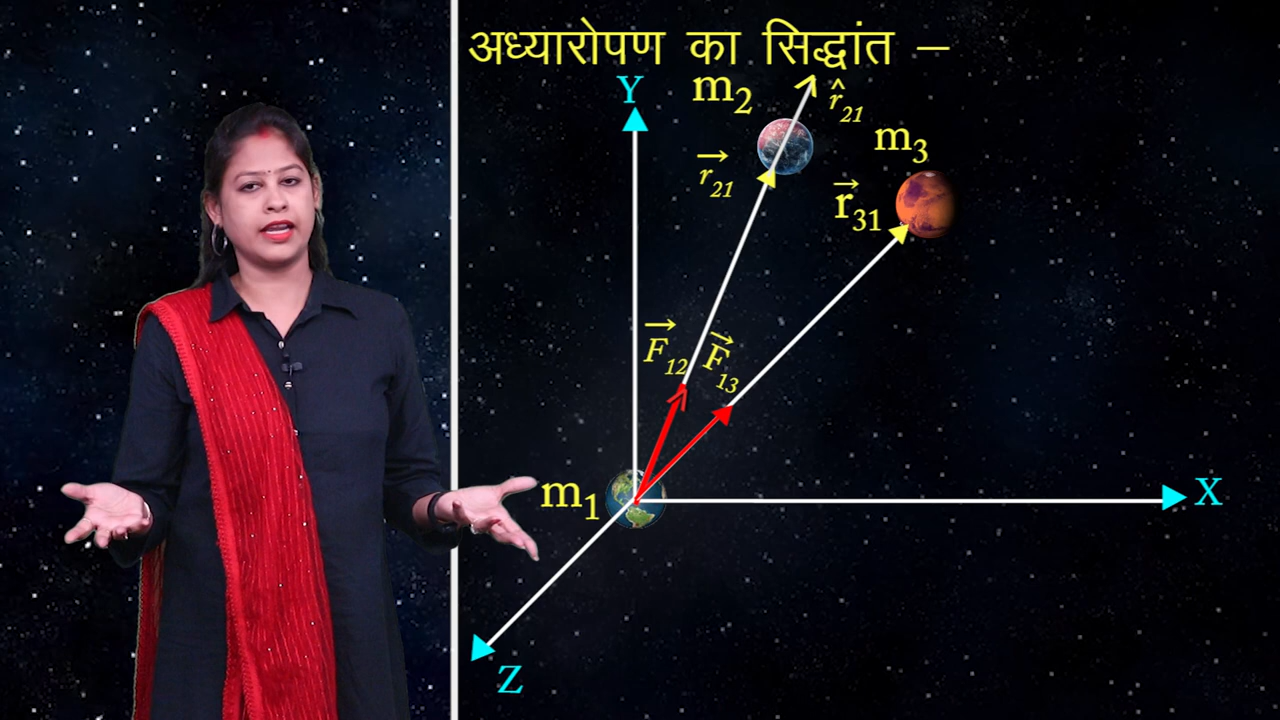 अध्यारोपण का सिद्धांत –
Y
m₂
r̂₂₁
m₃
r⃗₂₁
r⃗₃₁
F⃗₁₂
F⃗₁₃
m₁
X
Z